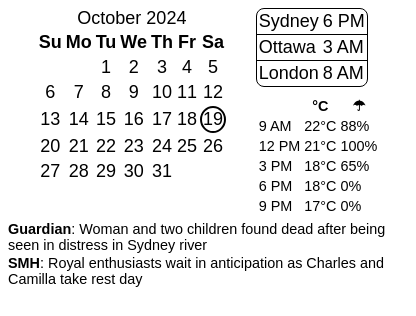 October 2024
Su Mo Tu We Th Fr Sa
1 2 3 4 5
6 7 8 9 10 11 12
13 14 15 16 17 18 19
20 21 22 23 24 25 26
27 28 29 30 31
Sydney 6 PM
Ottawa 3 AM
London 8 AM
°C ☂
9 AM 22°C 88%
12 PM 21°C 100%
3 PM 18°C 65%
6 PM 18°C 0%
9 PM 17°C 0%
Guardian: Woman and two children found dead after being
seen in distress in Sydney river
SMH: Royal enthusiasts wait in anticipation as Charles and
Camilla take rest day